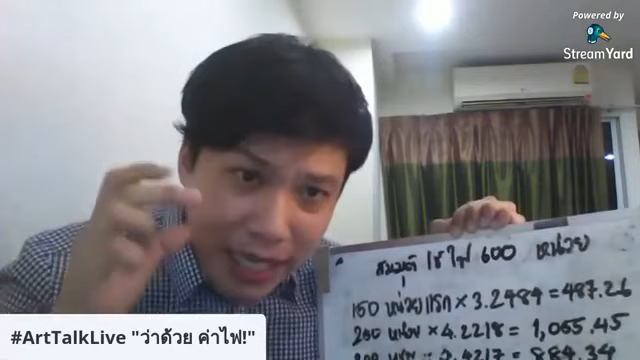 Powered by
StreamYard
สมมุติ ใช้ไฟ 600 หน่วย
150 หน่วยแรก × 3.2484 = 487.26
250 หน่วย × 4.2218 = 1,055.45
= 884.34
#ArtTalkLive "ว่าด้วย ค่าไฟ!"